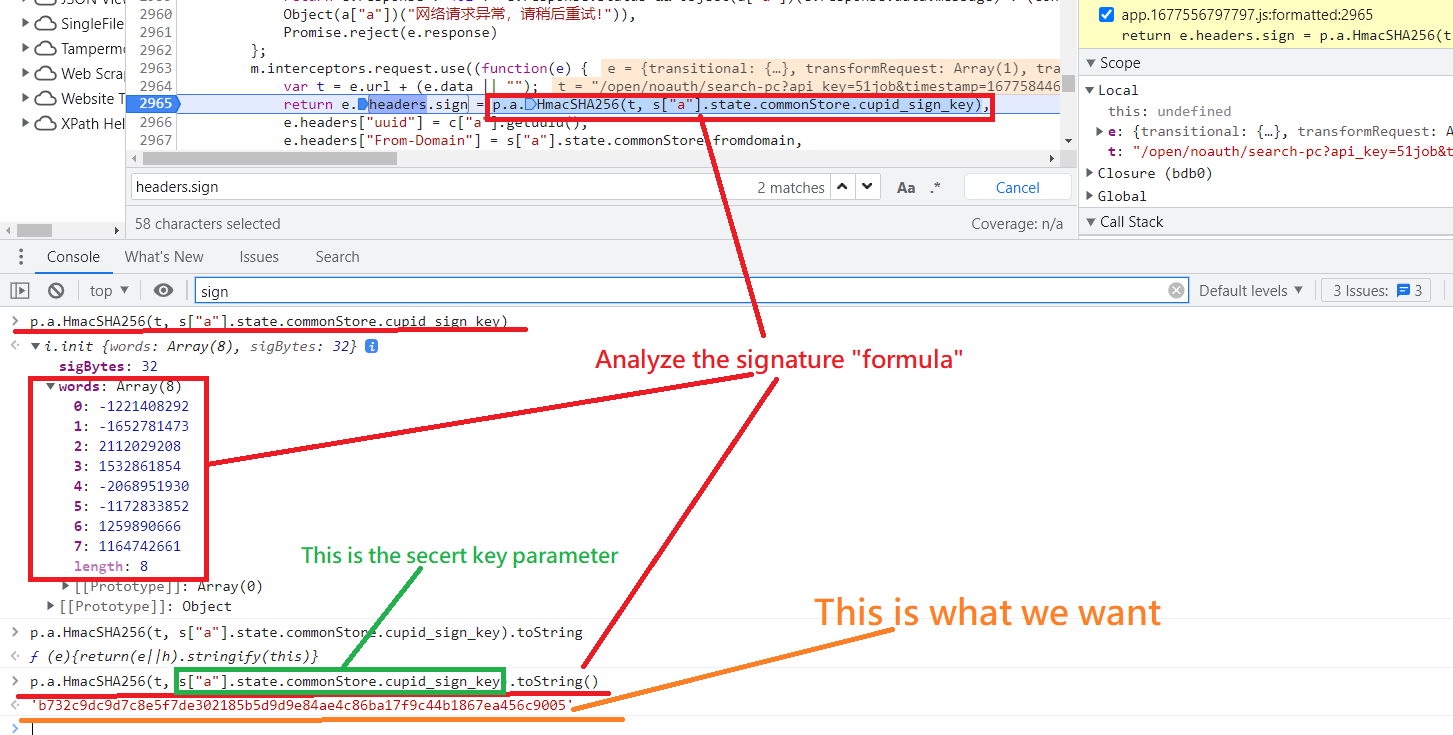 SingleFile
Tampermo
Web Scrap
Website T
XPath Hel
2960 Object(a["a"])("网络请求异常，请稍后重试!")),
2961 Promise.reject(e.response)
2962 };
2963 m.interceptors.request.use((function(e) { e = {transitional: {…}, transformRequest: Array(1), tra
2964 var t = e.url + (e.data || ""); t = "/open/noauth/search-pc?api_key=51job&timestamp=167758446
2965 return e.headers.sign = p.a.HmacSHA256(t, s["a"].state.commonStore.cupid_sign_key),
2966 e.headers["uuid"] = c["a"].getuuid(),
2967 e.headers["From-Domain"] = s["a"].state.commonStore.fromdomain,
headers.sign 2 matches Aa .* Cancel
58 characters selected Coverage: n/a
app.1677556797797.js:formatted:2965
return e.headers.sign = p.a.HmacSHA256(t
Scope
Local
this: undefined
e: {transitional: {…}, transformRequest: A
t: "/open/noauth/search-pc?api_key=51job&t
Closure (bdb0)
Global
Call Stack
Console What's New Issues Search
top sign Default levels 3 Issues: 3
p.a.HmacSHA256(t, s["a"].state.commonStore.cupid_sign_key)
i.init {words: Array(8), sigBytes: 32}
sigBytes: 32
words: Array(8)
0: -1221408292
1: -1652781473
2: 2112029208
3: 1532861854
4: -2068951930
5: -1172833852
6: 1259890666
7: 1164742661
length: 8
[[Prototype]]: Array(0)
[[Prototype]]: Object
Analyze the signature "formula"
This is the secert key parameter
This is what we want
p.a.HmacSHA256(t, s["a"].state.commonStore.cupid_sign_key).toString
ƒ (e){return(e||h).stringify(this)}
p.a.HmacSHA256(t, s["a"].state.commonStore.cupid_sign_key).toString()
'b732c9dc9d7c8e5f7de302185b5d9d9e84ae4c86ba17f9c44b1867ea456c9005'